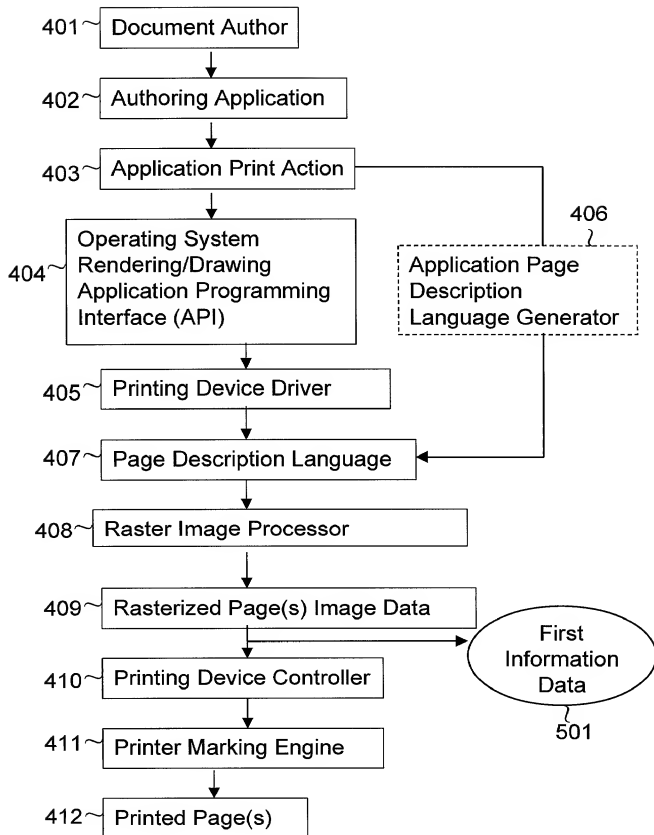 401 Document Author
402 Authoring Application
403 Application Print Action
404 Operating System
Rendering/Drawing
Application Programming
Interface (API)
406
Application Page
Description
Language Generator
405 Printing Device Driver
407 Page Description Language
408 Raster Image Processor
409 Rasterized Page(s) Image Data
First
Information
Data
501
410 Printing Device Controller
411 Printer Marking Engine
412 Printed Page(s)